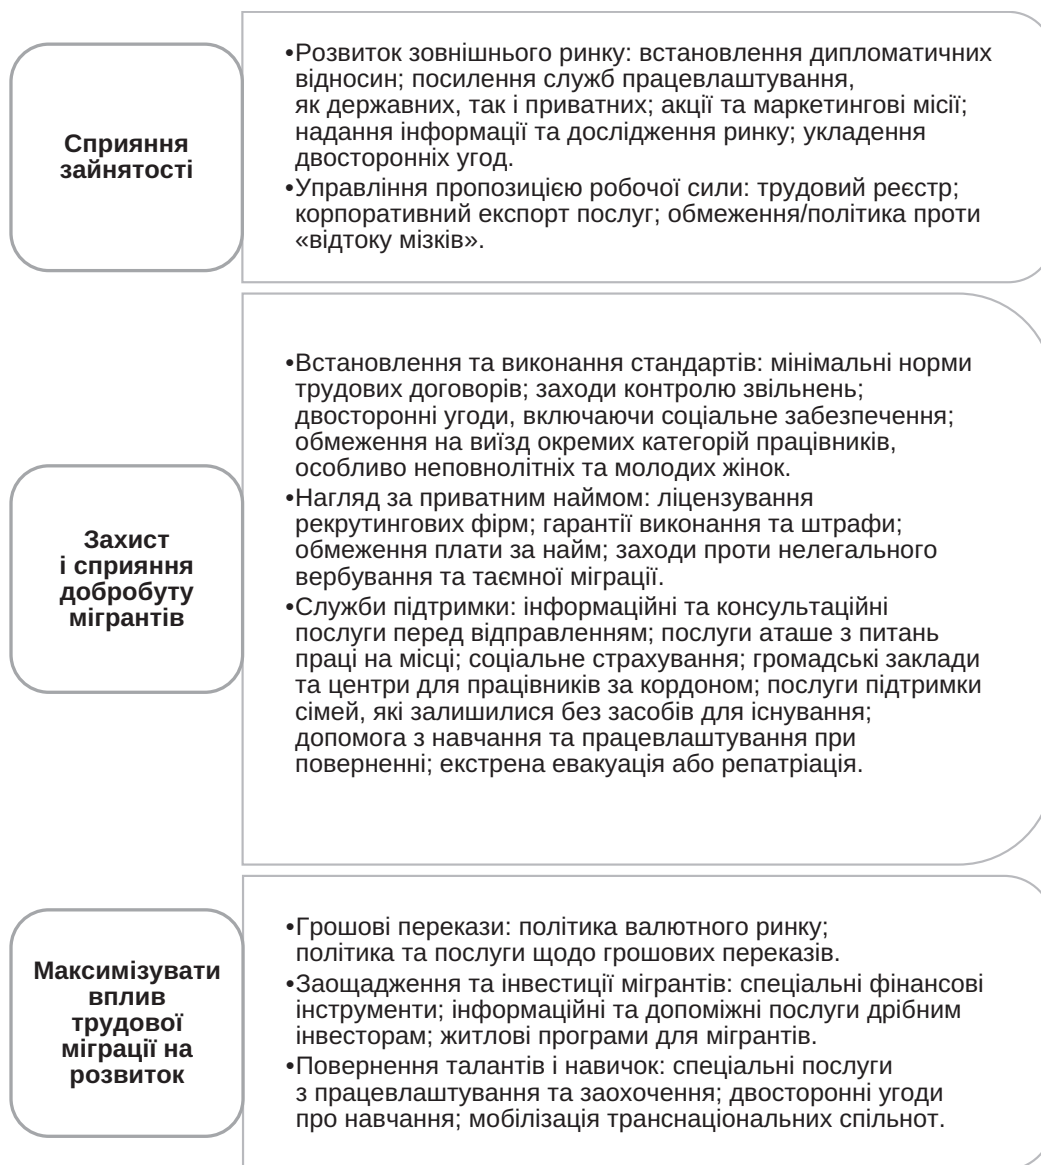 Сприяння
зайнятості
•Розвиток зовнішнього ринку: встановлення дипломатичних
відносин; посилення служб працевлаштування,
як державних, так і приватних; акції та маркетингові місії;
надання інформації та дослідження ринку; укладення
двосторонніх угод.
•Управління пропозицією робочої сили: трудовий реєстр;
корпоративний експорт послуг; обмеження/політика проти
«відтоку мізків».
Захист
і сприяння
добробуту
мігрантів
•Встановлення та виконання стандартів: мінімальні норми
трудових договорів; заходи контролю звільнень;
двосторонні угоди, включаючи соціальне забезпечення;
обмеження на виїзд окремих категорій працівників,
особливо неповнолітніх та молодих жінок.
•Нагляд за приватним наймом: ліцензування
рекрутингових фірм; гарантії виконання та штрафи;
обмеження плати за найм; заходи проти нелегального
вербування та таємної міграції.
•Служби підтримки: інформаційні та консультаційні
послуги перед відправленням; послуги аташе з питань
праці на місці; соціальне страхування; громадські заклади
та центри для працівників за кордоном; послуги підтримки
сімей, які залишилися без засобів для існування;
допомога з навчання та працевлаштування при
поверненні; екстрена евакуація або репатріація.
Максимізувати
вплив
трудової
міграції на
розвиток
•Грошові перекази: політика валютного ринку;
політика та послуги щодо грошових переказів.
•Заощадження та інвестиції мігрантів: спеціальні фінансові
інструменти; інформаційні та допоміжні послуги дрібним
інвесторам; житлові програми для мігрантів.
•Повернення талантів і навичок: спеціальні послуги
з працевлаштування та заохочення; двосторонні угоди
про навчання; мобілізація транснаціональних спільнот.